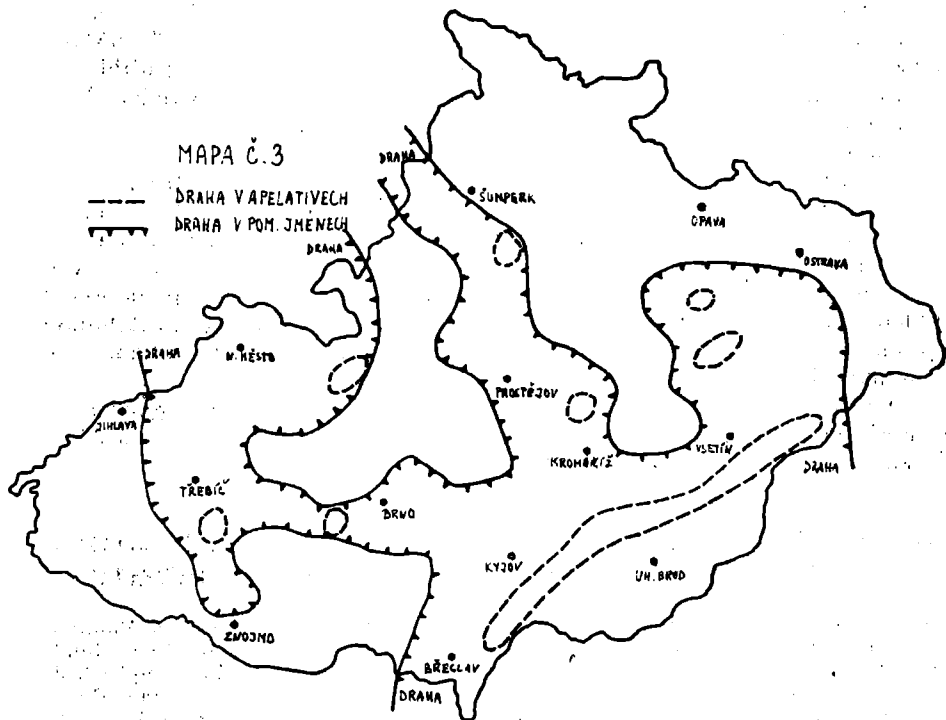 MAPA Č.3
DRAHA V APELATIVECH
DRAHA V POM. JMÉNECH
DRAHA
ŠUMPERK
OPAVA
DRAHA
OSTRAVA
N. MĚSTO
DRAHA
PROSTĚJOV
JIHLAVA
KROMĚŘÍŽ
VSETÍN
DRAHA
TŘEBÍČ
BRNO
KYJOV
UH. BROD
ZNOJMO
BŘECLAV
DRAHA